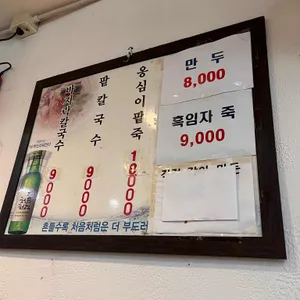 바지락칼국수
9000
팥칼국수
9000
옹심이팥죽
10000
만두
8,000
흑임자 죽
9,000
흔들수록 처음처럼은 더 부드러